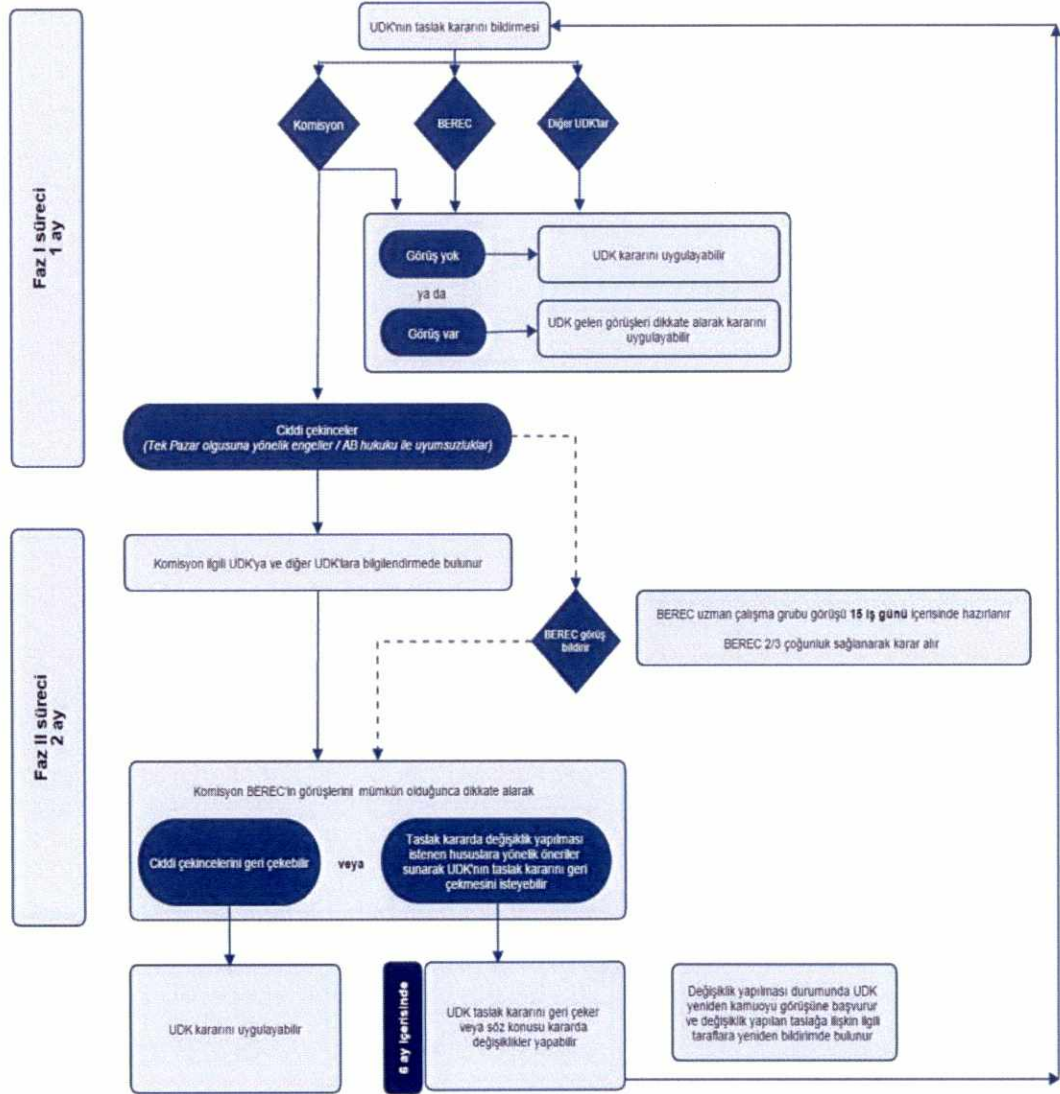 UDK'nın taslak kararını bildirmesi
Komisyon
BEREC
Diğer UDK'lar
Faz I süreci
1 ay
Görüş yok
UDK kararını uygulayabilir
ya da
Görüş var
UDK gelen görüşleri dikkate alarak kararını
uygulayabilir
Ciddi çekinceler
(Tek Pazar olgusuna yönelik engeller / AB hukuku ile uyumsuzluklar)
Faz II süreci
2 ay
Komisyon ilgili UDK'ya ve diğer UDK'lara bilgilendirmede bulunur
BEREC görüş
bildirir
BEREC uzman çalışma grubu görüşü 15 iş günü içerisinde hazırlanır
BEREC 2/3 çoğunluk sağlanarak karar alır
Komisyon BEREC'in görüşlerini mümkün olduğunca dikkate alarak
Ciddi çekincelerini geri çekebilir
veya
Taslak kararda değişiklik yapılması
istenen hususlara yönelik öneriler
sunarak UDK'nın taslak kararını geri
çekmesini isteyebilir
UDK kararını uygulayabilir
6 ay içerisinde
UDK taslak kararını geri çeker
veya söz konusu kararda
değişiklikler yapabilir
Değişiklik yapılması durumunda UDK
yeniden kamuoyu görüşüne başvurur
ve değişiklik yapılan taslağa ilişkin ilgili
taraflara yeniden bildirimde bulunur